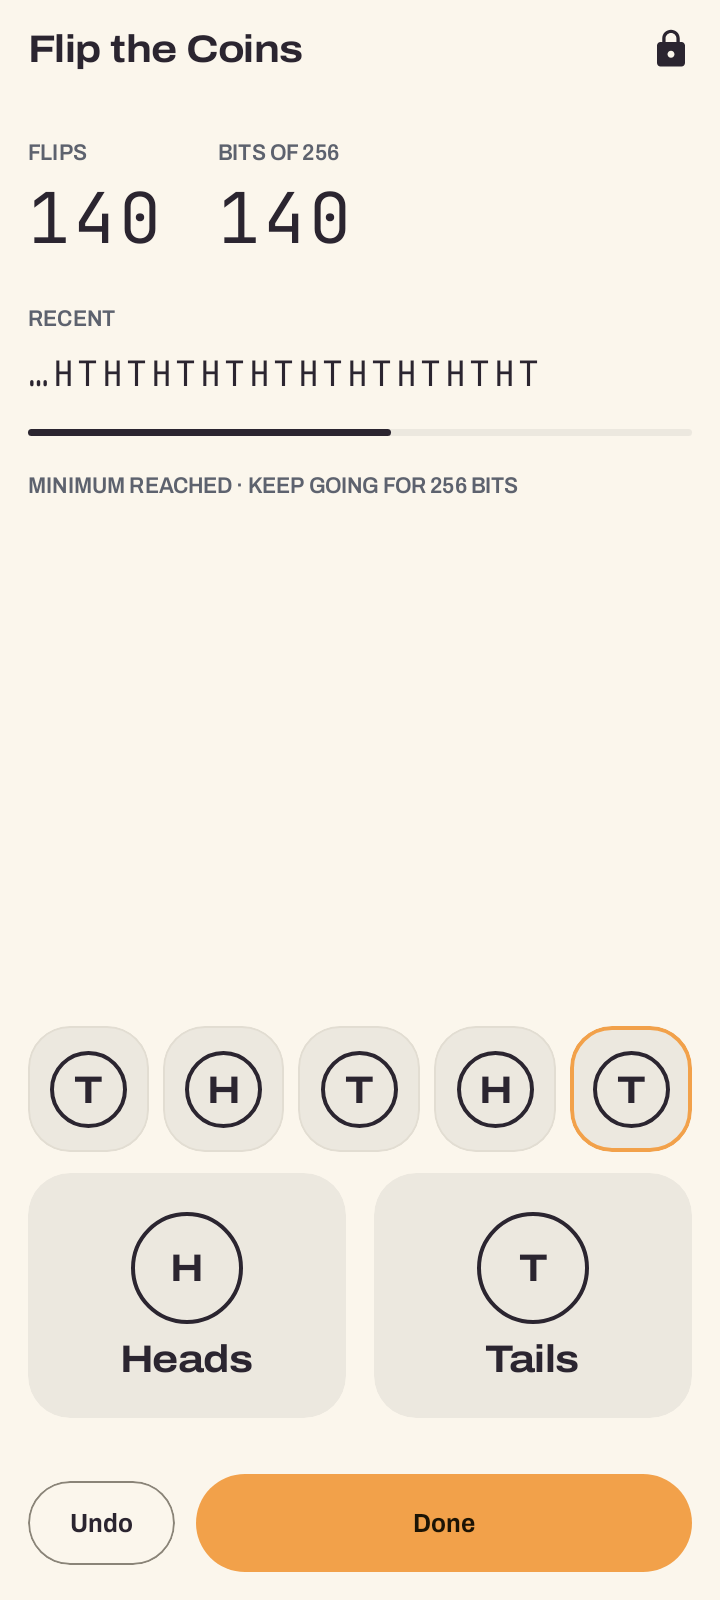 Flip the Coins
FLIPS BITS OF 256
140 140
RECENT
…HTHTHTHTHTHTHTHTHTHT
MINIMUM REACHED · KEEP GOING FOR 256 BITS
T H T H T
H T
Heads Tails
Undo Done